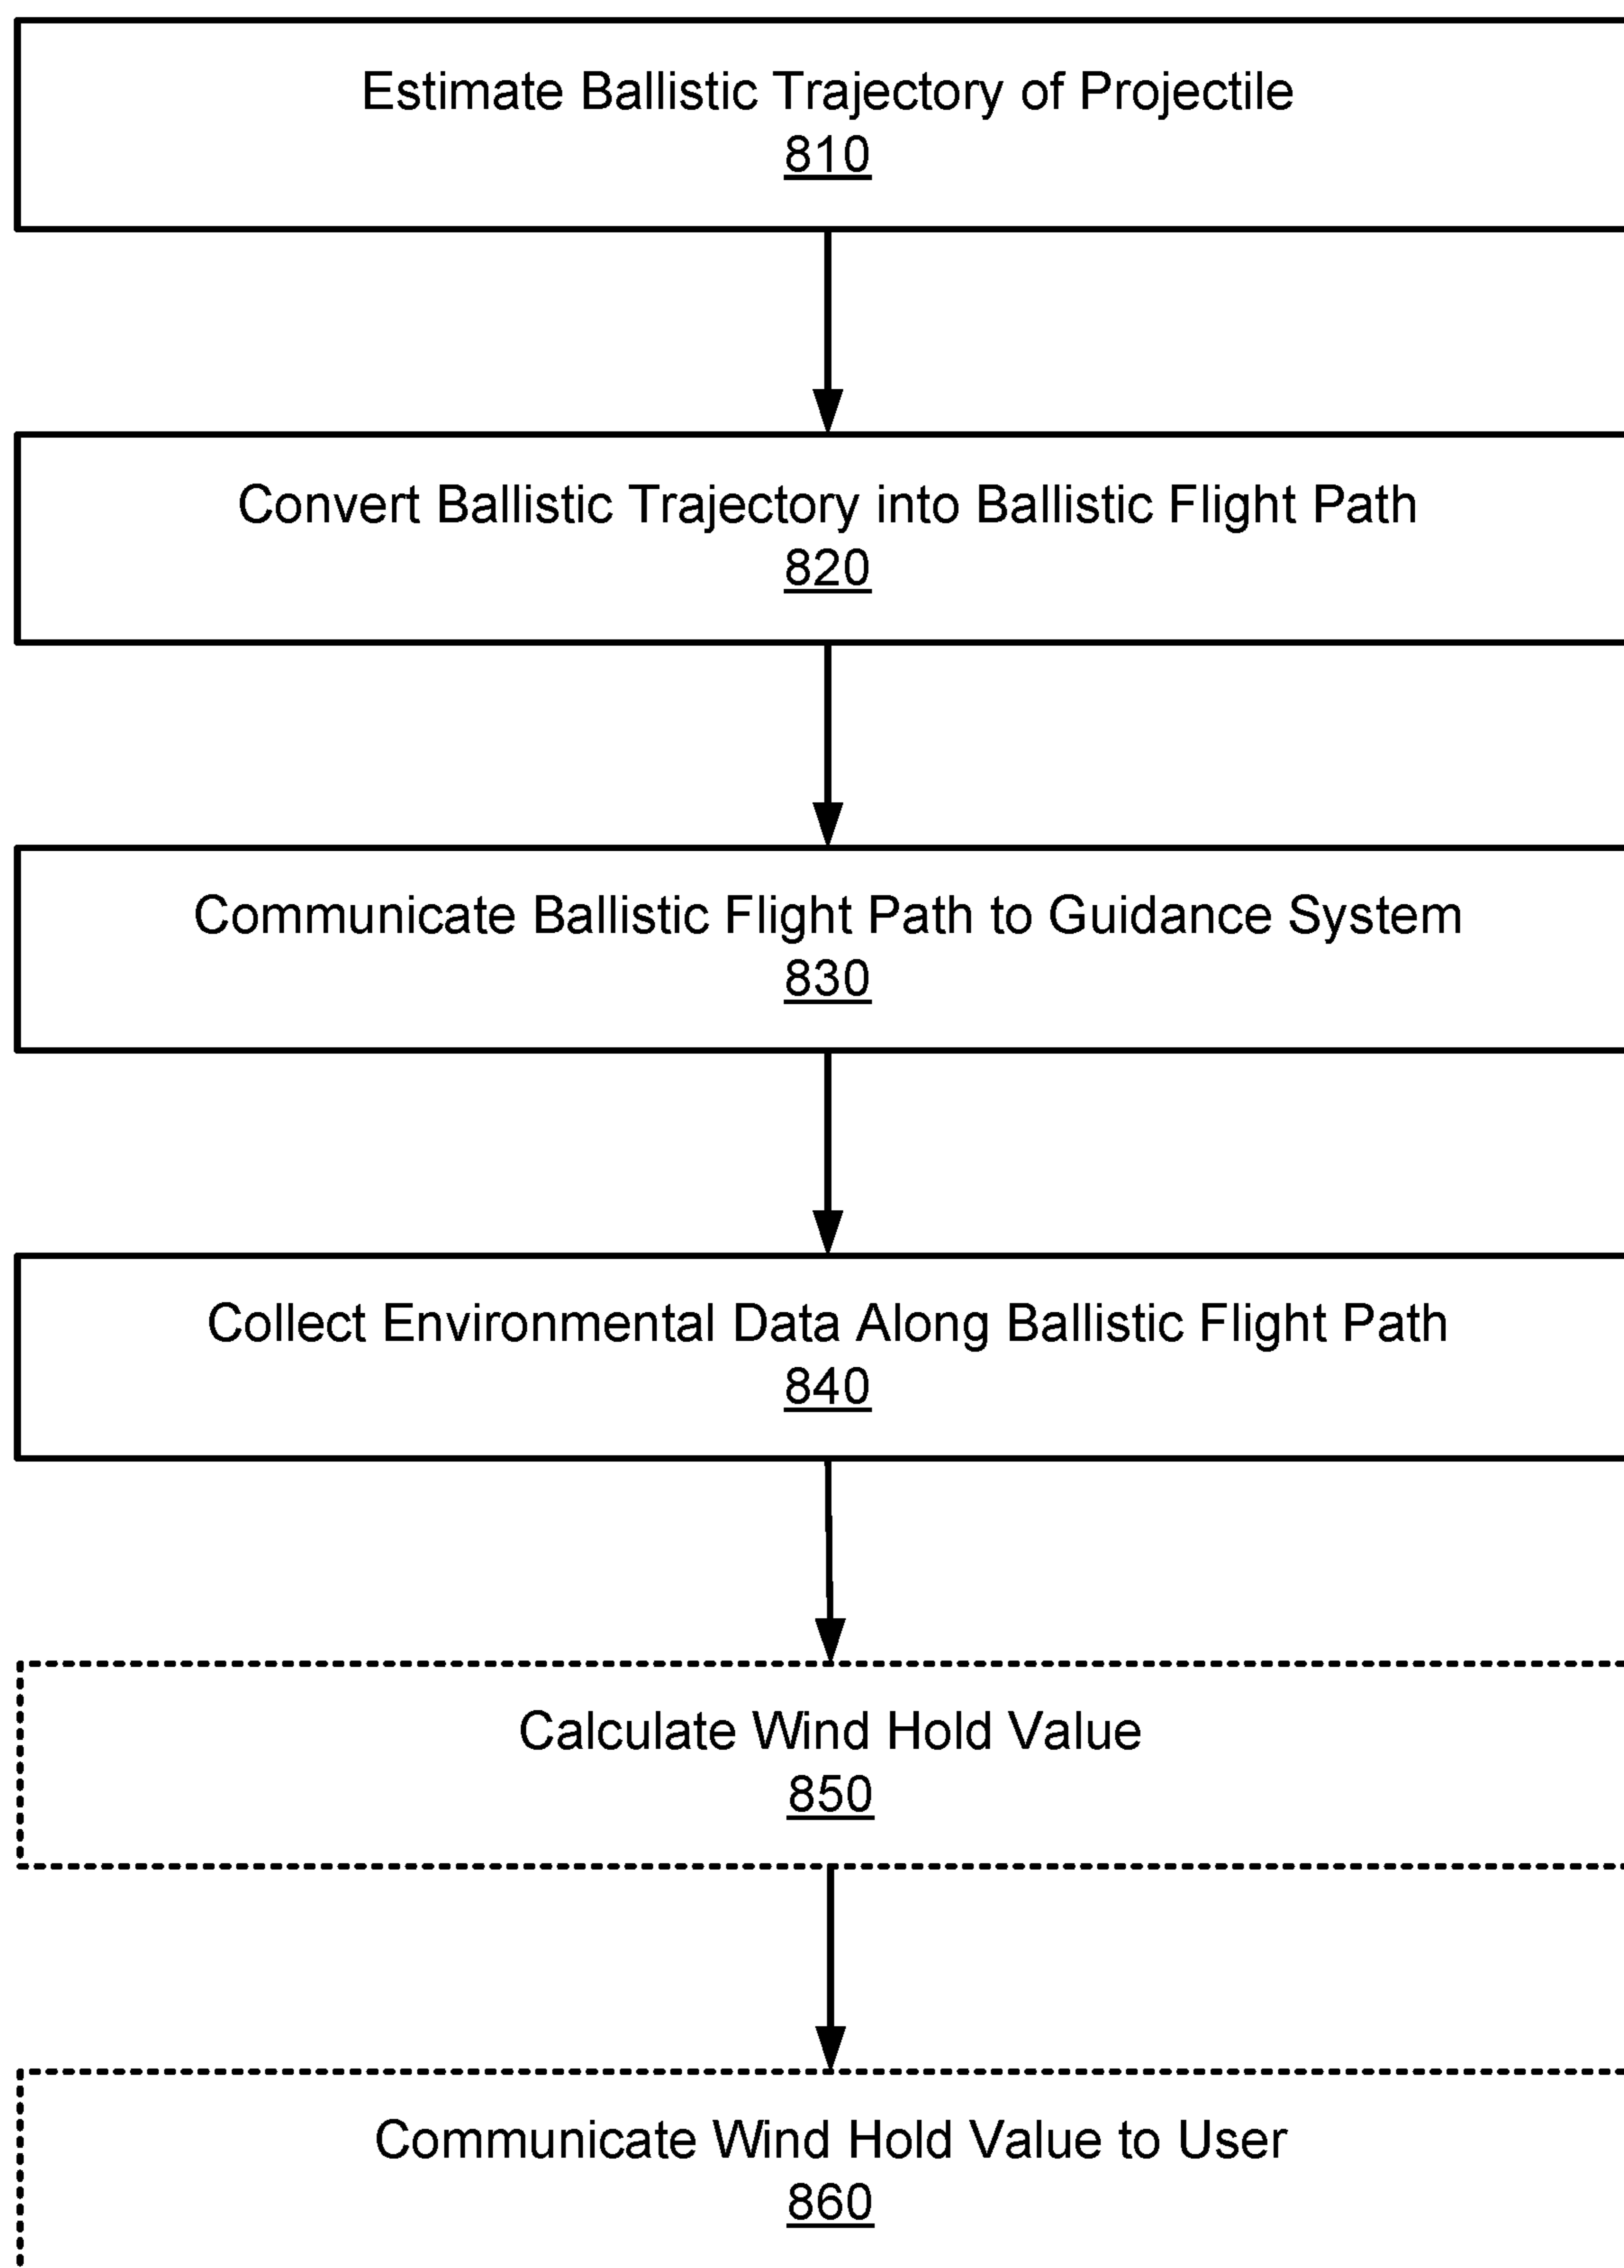 Estimate Ballistic Trajectory of Projectile
810
Convert Ballistic Trajectory into Ballistic Flight Path
820
Communicate Ballistic Flight Path to Guidance System
830
Collect Environmental Data Along Ballistic Flight Path
840
Calculate Wind Hold Value
850
Communicate Wind Hold Value to User
860